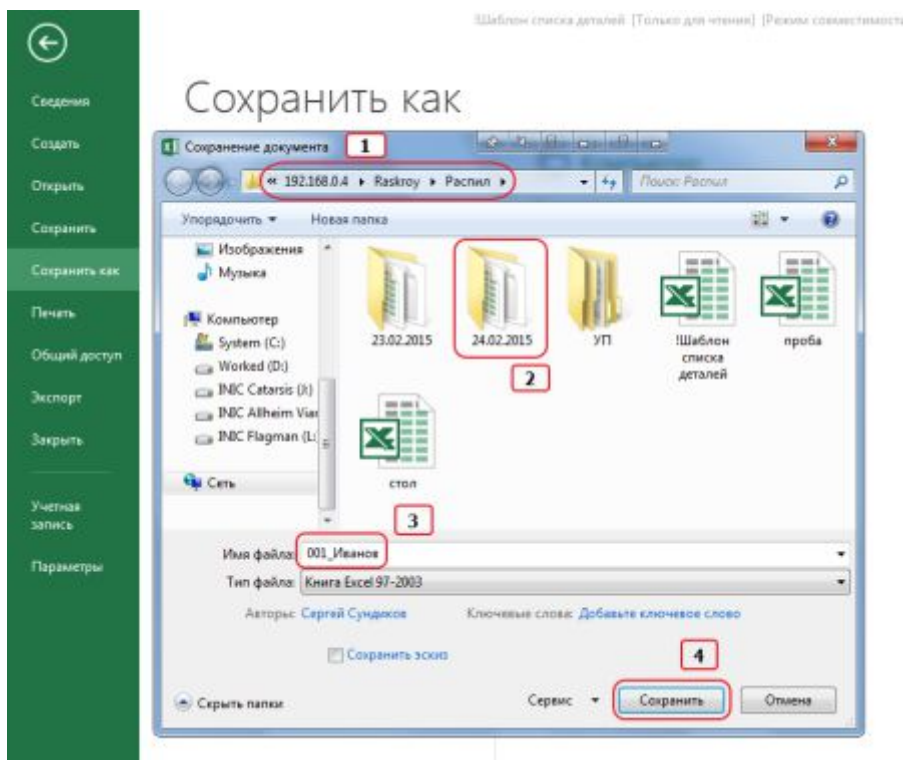 !Шаблон списка деталей [Только для чтения] [Режим совместимости
Сведения
Создать
Открыть
Сохранить
Сохранить как
Печать
Общий доступ
Экспорт
Закрыть
Учетная
запись
Параметры
Сохранить как
Сохранение документа
1
« 192.168.0.4 ▸ Raskroy ▸ Распил ▸
Поиск: Распил
Упорядочить ▾ Новая папка
Изображения
Музыка
Компьютер
System (C:)
Worked (D:)
INIC Catarsis (J:)
INIC Allheim Vian
INIC Flagman (L:
Сеть
23.02.2015
24.02.2015
УП
!Шаблон
списка
деталей
проба
2
стол
3
Имя файла: 001_Иванов
Тип файла: Книга Excel 97-2003
Авторы: Сергей Сундиков Ключевые слова: Добавьте ключевое слово
Сохранить эскиз
4
Скрыть папки Сервис ▾ Сохранить Отмена